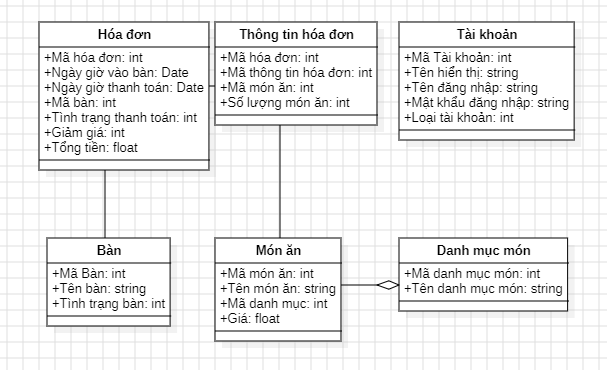 Hóa đơn
+Mã hóa đơn: int
+Ngày giờ vào bàn: Date
+Ngày giờ thanh toán: Date
+Mã bàn: int
+Tình trạng thanh toán: int
+Giảm giá: int
+Tổng tiền: float
Thông tin hóa đơn
+Mã hóa đơn: int
+Mã thông tin hóa đơn: int
+Mã món ăn: int
+Số lượng món ăn: int
Tài khoản
+Mã Tài khoản: int
+Tên hiển thị: string
+Tên đăng nhập: string
+Mật khẩu đăng nhập: string
+Loại tài khoản: int
Bàn
+Mã Bàn: int
+Tên bàn: string
+Tình trạng bàn: int
Món ăn
+Mã món ăn: int
+Tên món ăn: string
+Mã danh mục: int
+Giá: float
Danh mục món
+Mã danh mục món: int
+Tên danh mục món: string